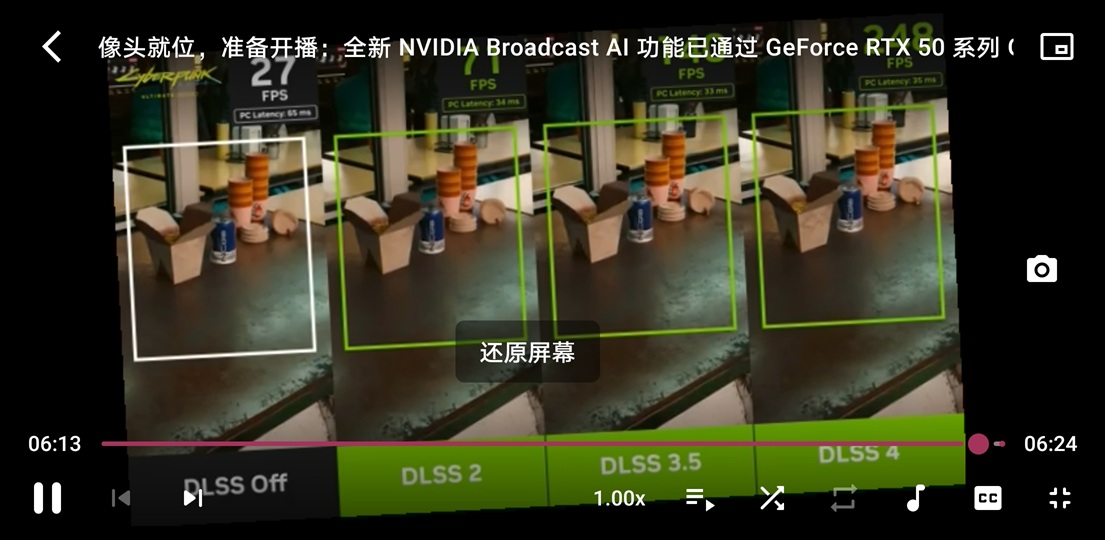 像头就位，准备开播；全新 NVIDIA Broadcast AI 功能已通过 GeForce RTX 50 系列
Cyberpunk
ULTIMATE
27
FPS
PC Latency: 65 ms
71
FPS
PC Latency: 34 ms
FPS
PC Latency: 33 ms
248
FPS
PC Latency: 35 ms
还原屏幕
06:13
06:24
DLSS Off
DLSS 2
DLSS 3.5
DLSS 4
1.00x
CC